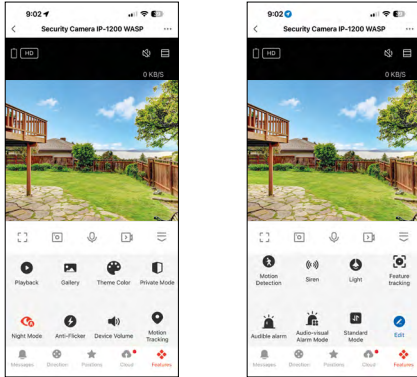 9:02
Security Camera IP-1200 WASP
HD
0 KB/S
Playback
Gallery
Theme Color
Private Mode
Night Mode
Anti-Flicker
Device Volume
Motion
Tracking
Messages
Direction
Positions
Cloud
Features
9:02
Security Camera IP-1200 WASP
HD
0 KB/S
Motion
Detection
Siren
Light
Feature
tracking
Audible alarm
Audio-visual
Alarm Mode
Standard
Mode
Edit
Messages
Direction
Positions
Cloud
Features